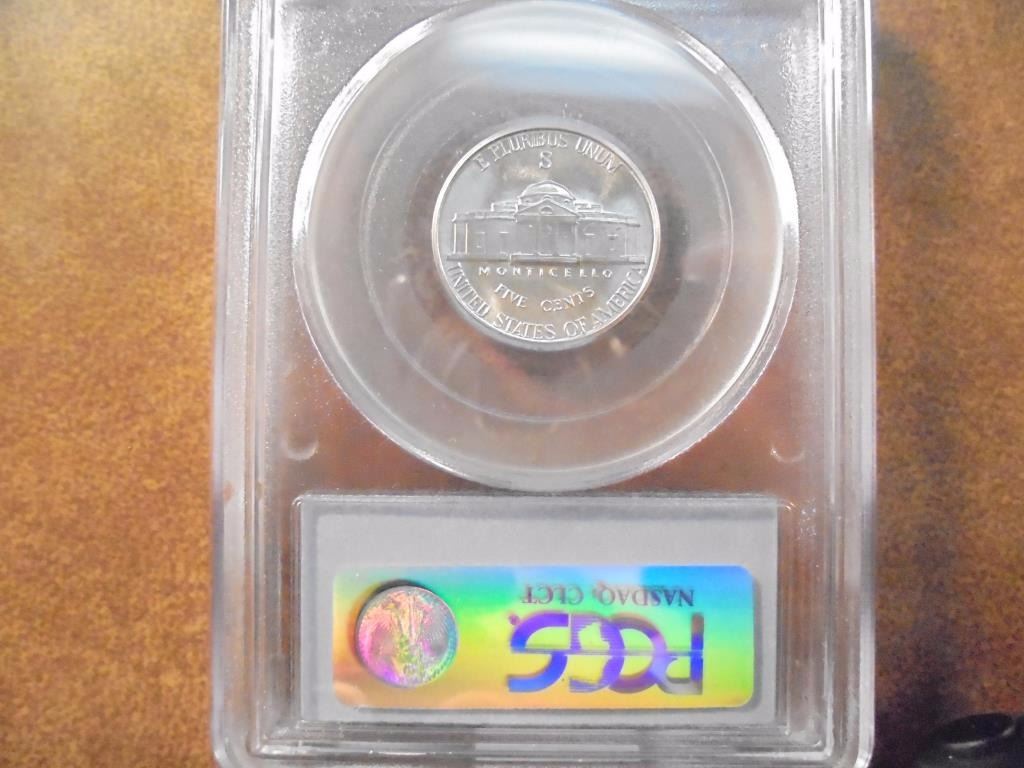 E PLURIBUS UNUM
S
MONTICELLO
FIVE CENTS
UNITED STATES OF AMERICA
PCGS
NASDAQ, CLCT